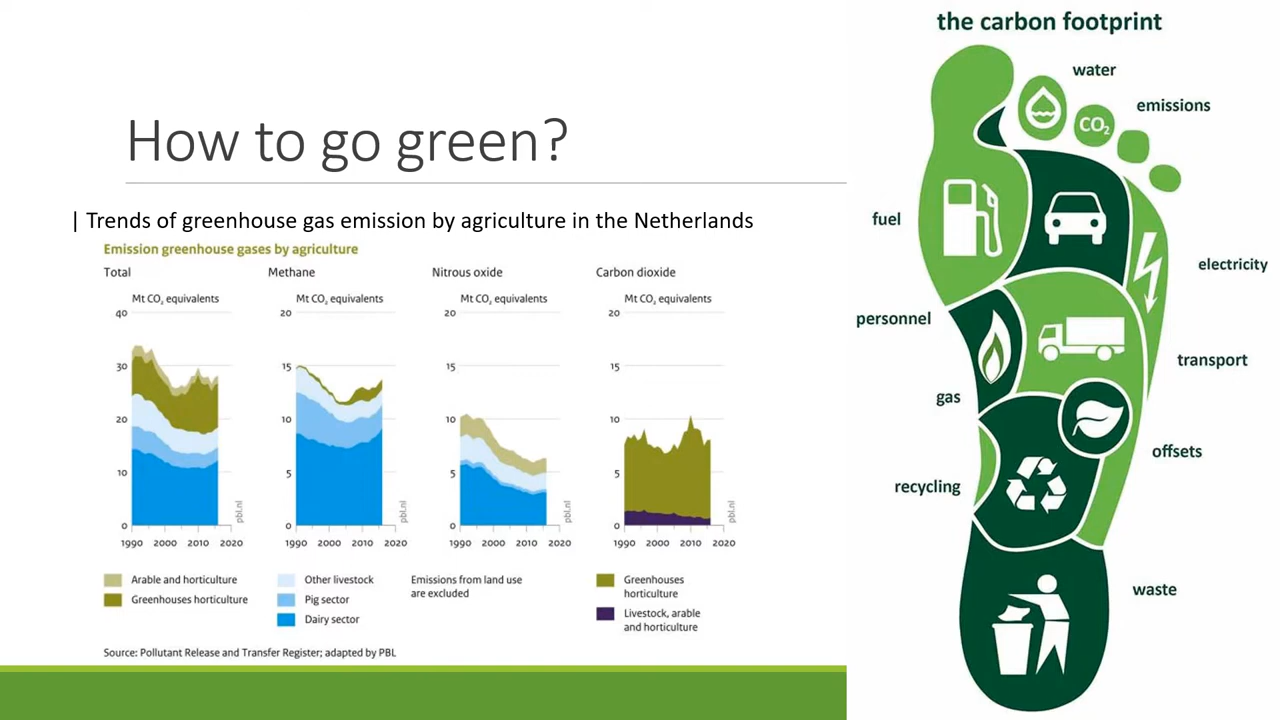 How to go green?
| Trends of greenhouse gas emission by agriculture in the Netherlands
Emission greenhouse gases by agriculture
Total
Mt CO₂ equivalents
40
30
20
10
0
1990 2000 2010 2020
pbl.nl
Methane
Mt CO₂ equivalents
20
15
10
5
0
1990 2000 2010 2020
pbl.nl
Nitrous oxide
Mt CO₂ equivalents
20
15
10
5
0
1990 2000 2010 2020
pbl.nl
Carbon dioxide
Mt CO₂ equivalents
20
15
10
5
0
1990 2000 2010 2020
pbl.nl
Arable and horticulture
Greenhouses horticulture
Other livestock
Pig sector
Dairy sector
Emissions from land use
are excluded
Greenhouses
horticulture
Livestock, arable
and horticulture
Source: Pollutant Release and Transfer Register; adapted by PBL
the carbon footprint
water
emissions
CO₂
fuel
electricity
personnel
transport
gas
offsets
recycling
waste